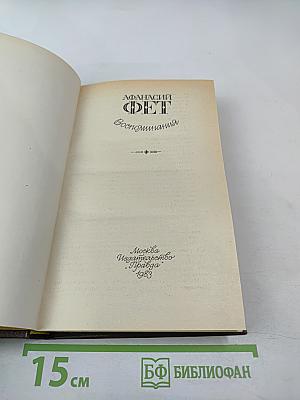 АФАНАСИЙ
ФЕТ
Воспоминания
Москва
Издательство
"Правда"
1983
15 см
БФ БИБЛИОФАН